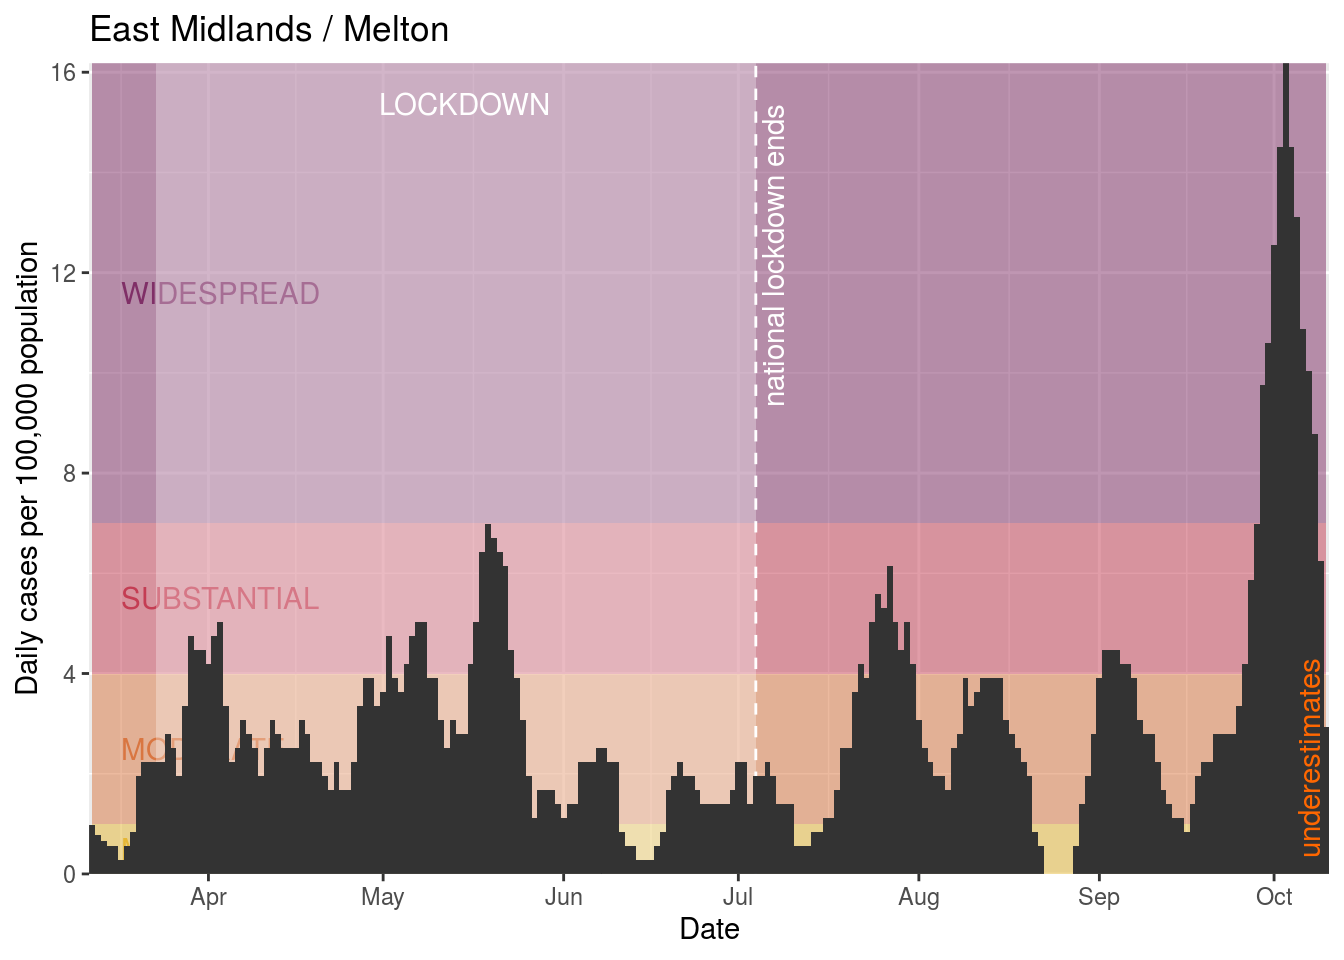 East Midlands / Melton
16
12
8
4
0
Daily cases per 100,000 population
LOCKDOWN
national lockdown ends
WIDESPREAD
SUBSTANTIAL
MODERATE
underestimates
Apr May Jun Jul Aug Sep Oct
Date